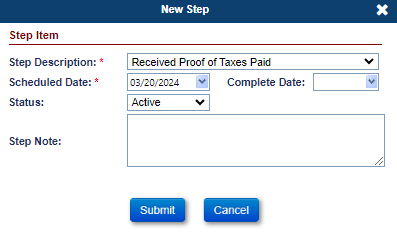 New Step
Step Item
Step Description: * Received Proof of Taxes Paid
Scheduled Date: * 03/20/2024 Complete Date:
Status: Active
Step Note:
Submit Cancel